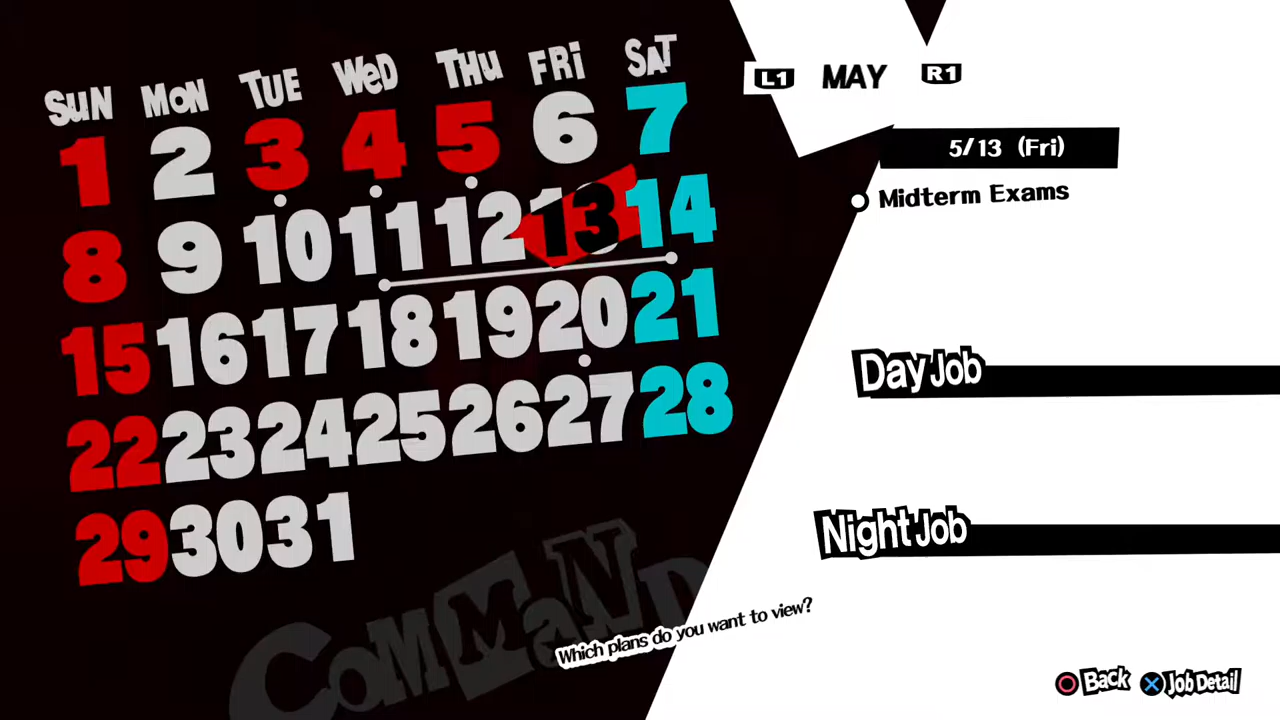 SUN MON TUE WeD THU FRi SAT
1 2 3 4 5 6 7
8 9 10 11 12 13 14
15 16 17 18 19 20 21
22 23 24 25 26 27 28
29 30 31
COMMaND
Which plans do you want to view?
L1 MAY R1
5/13 (Fri)
Midterm Exams
Day Job
Night Job
Back Job Detail